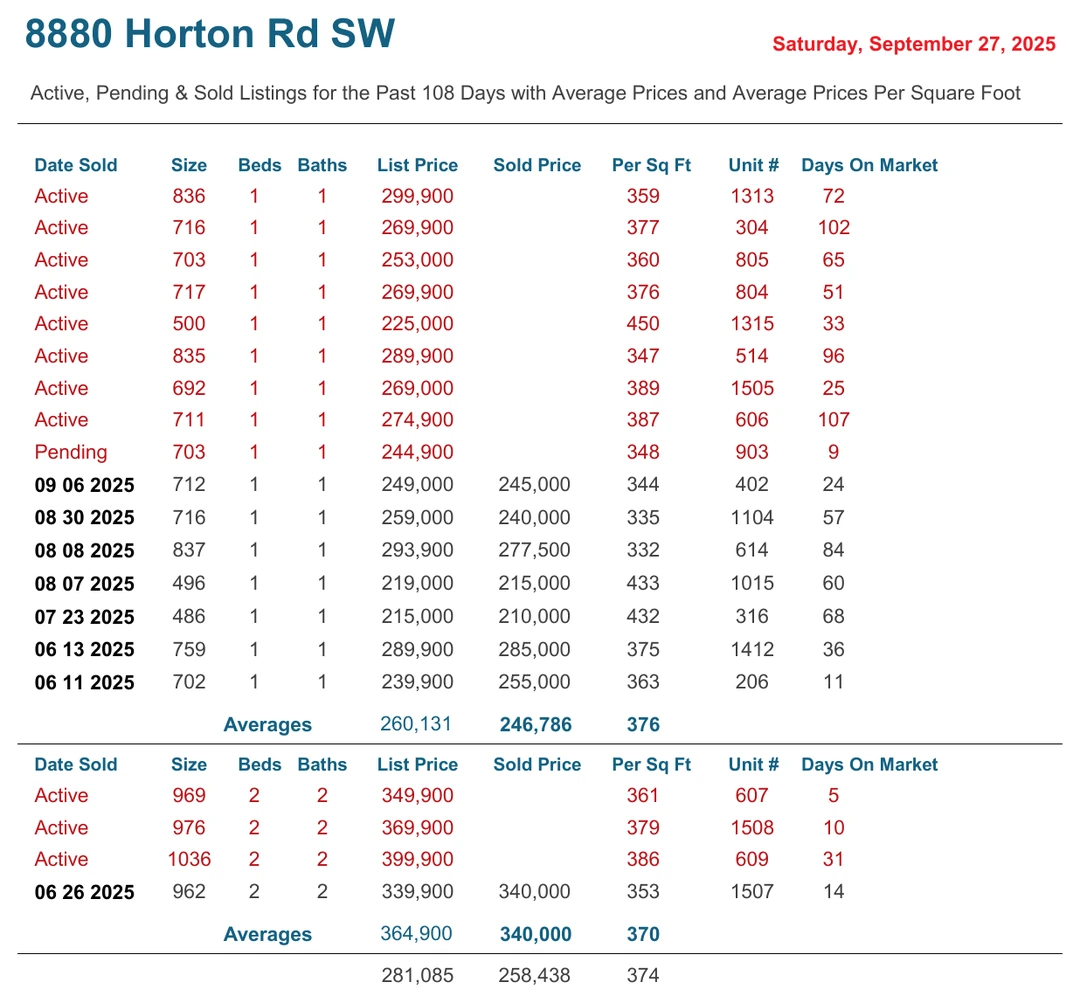 8880 Horton Rd SW
Saturday, September 27, 2025
Active, Pending & Sold Listings for the Past 108 Days with Average Prices and Average Prices Per Square Foot
Date Sold Size Beds Baths List Price Sold Price Per Sq Ft Unit # Days On Market
Active 836 1 1 299,900 359 1313 72
Active 716 1 1 269,900 377 304 102
Active 703 1 1 253,000 360 805 65
Active 717 1 1 269,900 376 804 51
Active 500 1 1 225,000 450 1315 33
Active 835 1 1 289,900 347 514 96
Active 692 1 1 269,000 389 1505 25
Active 711 1 1 274,900 387 606 107
Pending 703 1 1 244,900 348 903 9
09 06 2025 712 1 1 249,000 245,000 344 402 24
08 30 2025 716 1 1 259,000 240,000 335 1104 57
08 08 2025 837 1 1 293,900 277,500 332 614 84
08 07 2025 496 1 1 219,000 215,000 433 1015 60
07 23 2025 486 1 1 215,000 210,000 432 316 68
06 13 2025 759 1 1 289,900 285,000 375 1412 36
06 11 2025 702 1 1 239,900 255,000 363 206 11
Averages 260,131 246,786 376
Date Sold Size Beds Baths List Price Sold Price Per Sq Ft Unit # Days On Market
Active 969 2 2 349,900 361 607 5
Active 976 2 2 369,900 379 1508 10
Active 1036 2 2 399,900 386 609 31
06 26 2025 962 2 2 339,900 340,000 353 1507 14
Averages 364,900 340,000 370
281,085 258,438 374